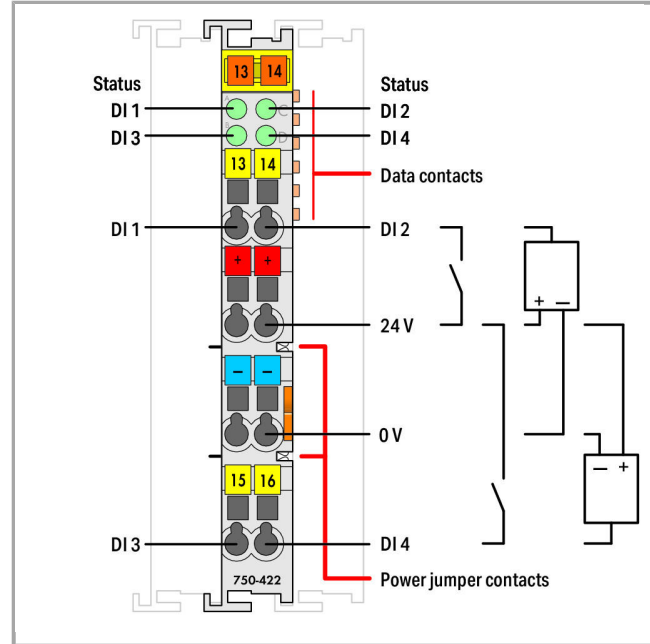 13 14
Status Status
A C
DI 1 DI 2
B D
DI 3 DI 4
13 14
Data contacts
DI 1 DI 2
+ +
+ –
24 V
– –
0 V
– +
15 16
DI 3 DI 4
750-422
Power jumper contacts